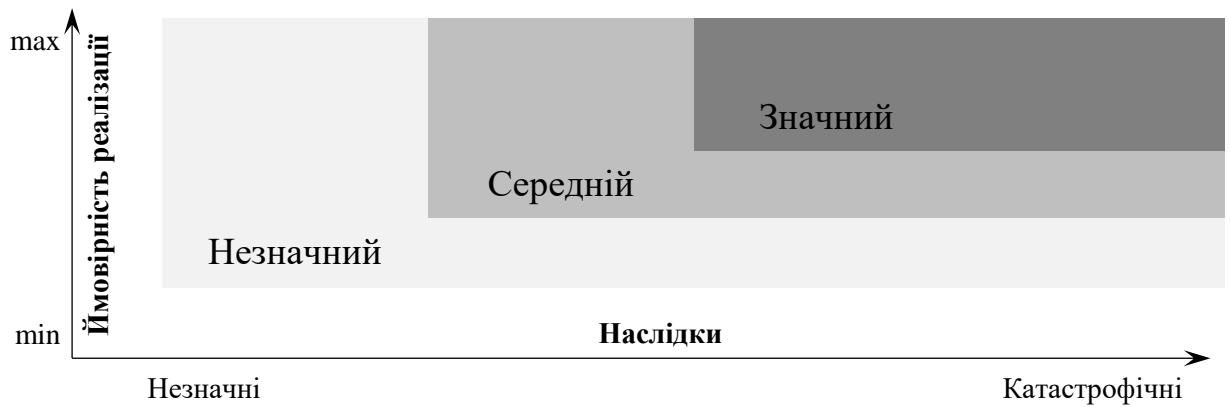 max
Ймовірність реалізації
Значний
Середній
Незначний
min
Наслідки
Незначні
Катастрофічні